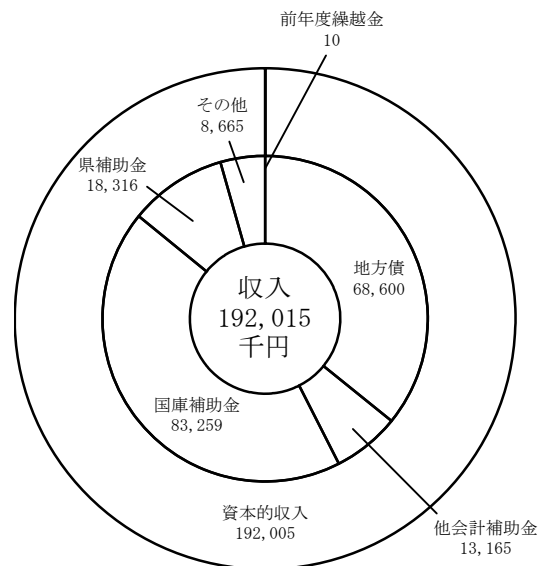 前年度繰越金
10
その他
8,665
県補助金
18,316
地方債
68,600
収入
192,015
千円
国庫補助金
83,259
資本的収入
192,005
他会計補助金
13,165